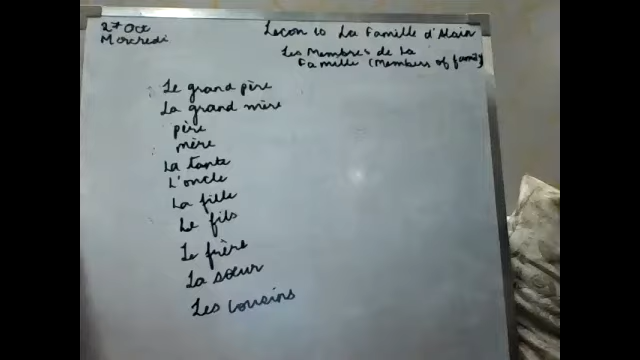 27 Oct
Mercredi
Lecon 10 La Famille d'Alain
Les Membres de La
Famille (Members of family)
Le grand père
La grand mère
père
mère
La tante
L'oncle
La fille
Le fils
Le frère
La sœur
Les cousins